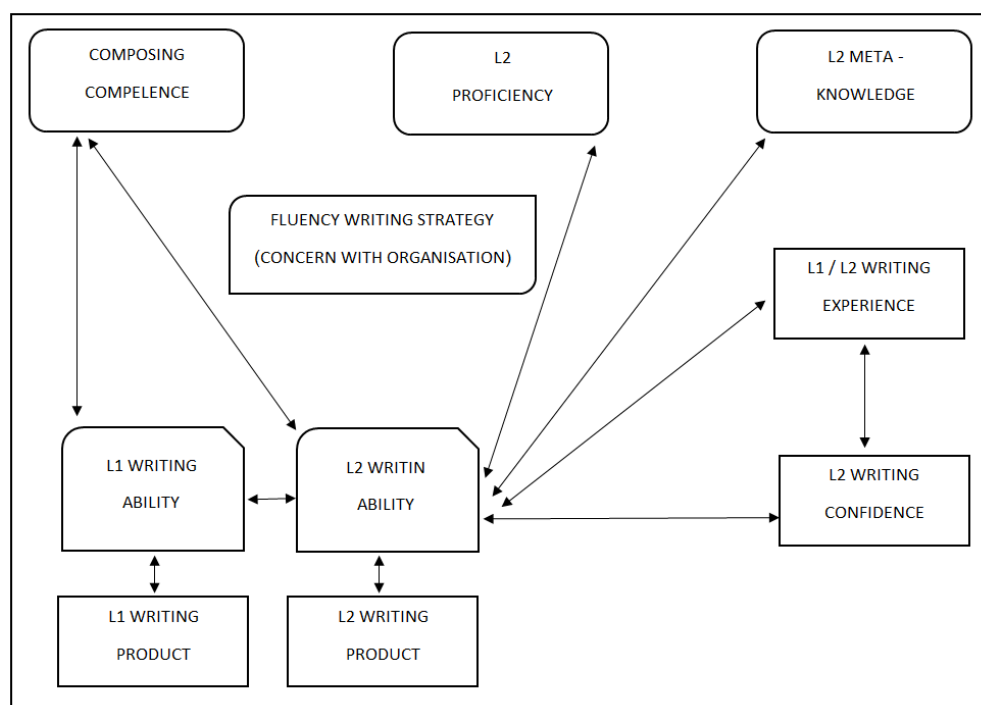 COMPOSING
COMPELENCE
L2
PROFICIENCY
L2 META -
KNOWLEDGE
FLUENCY WRITING STRATEGY
(CONCERN WITH ORGANISATION)
L1 / L2 WRITING
EXPERIENCE
L1 WRITING
ABILITY
L2 WRITIN
ABILITY
L2 WRITING
CONFIDENCE
L1 WRITING
PRODUCT
L2 WRITING
PRODUCT